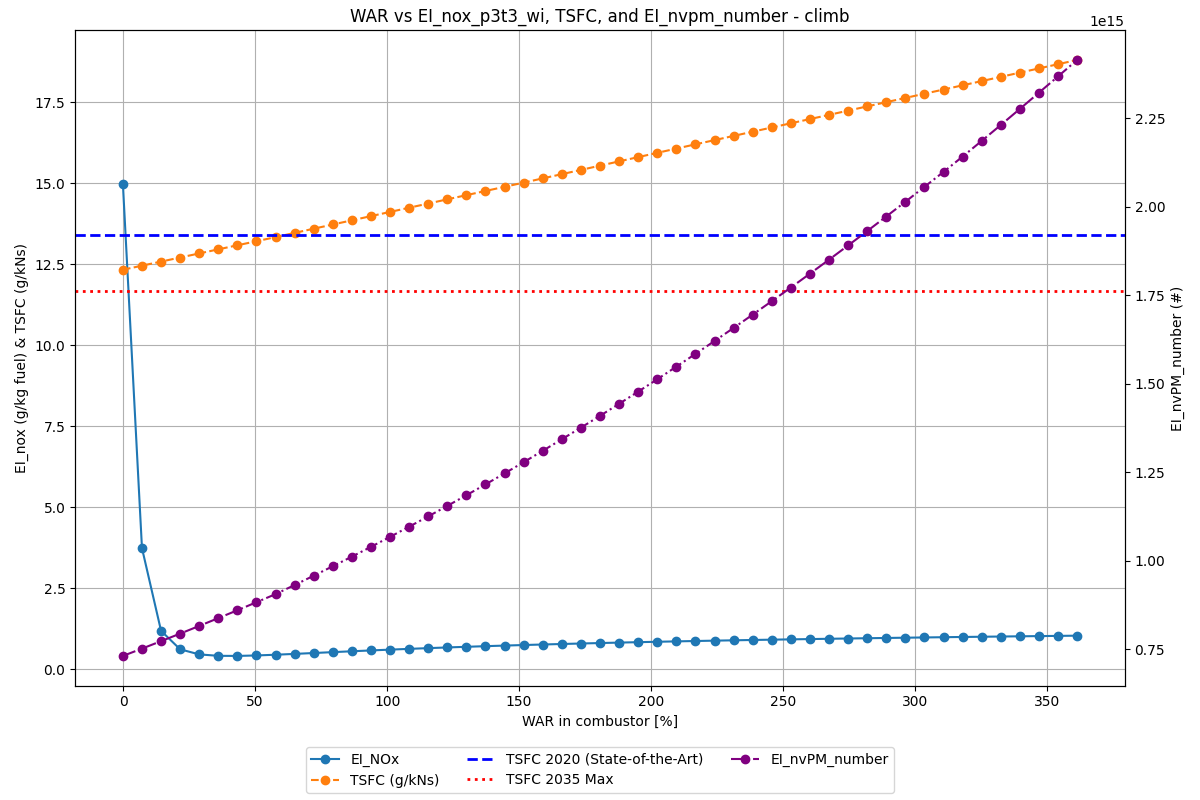 WAR vs EI_nox_p3t3_wi, TSFC, and EI_nvpm_number - climb
1e15
17.5
15.0
12.5
10.0
7.5
5.0
2.5
0.0
EI_nox (g/kg fuel) & TSFC (g/kNs)
2.25
2.00
1.75
1.50
1.25
1.00
0.75
EI_nvPM_number (#)
0 50 100 150 200 250 300 350
WAR in combustor [%]
EI_NOx
TSFC (g/kNs)
TSFC 2020 (State-of-the-Art)
TSFC 2035 Max
EI_nvPM_number